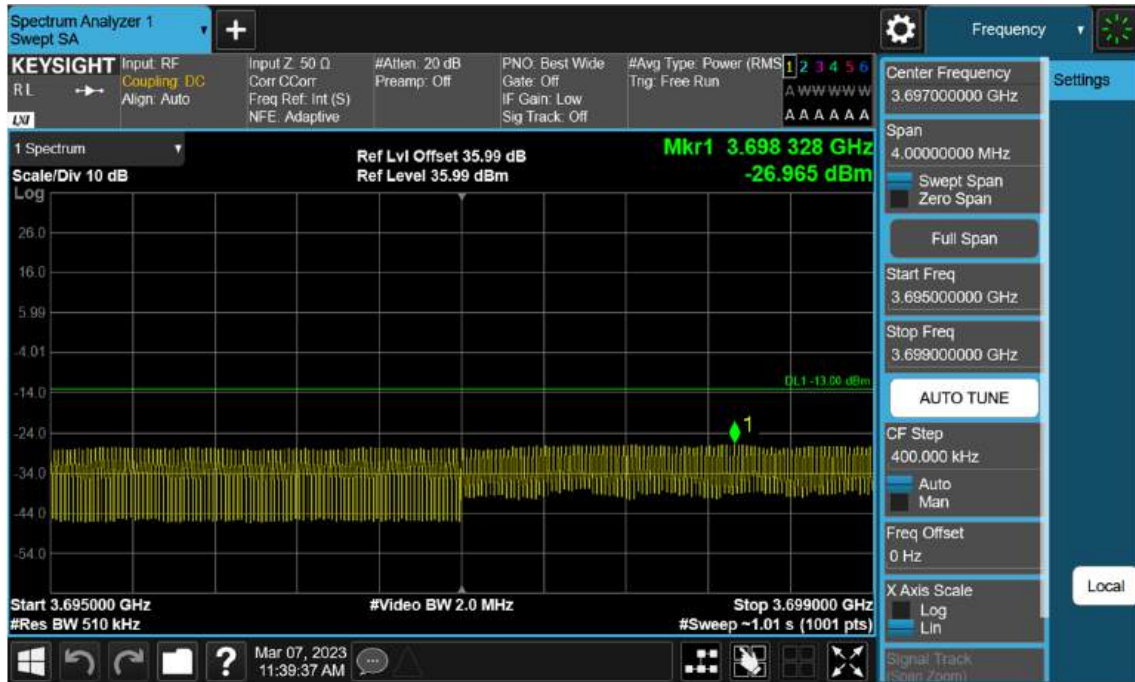 Spectrum Analyzer 1
Swept SA
+
Frequency
KEYSIGHT
RL
LXI
Input: RF
Coupling: DC
Align: Auto
Input Z: 50 Ω
Corr CCorr
Freq Ref: Int (S)
NFE: Adaptive
#Atten: 20 dB
Preamp: Off
PNO: Best Wide
Gate: Off
IF Gain: Low
Sig Track: Off
#Avg Type: Power (RMS
Trig: Free Run
1 2 3 4 5 6
A W W W W W
A A A A A A
1 Spectrum
Scale/Div 10 dB
Ref Lvl Offset 35.99 dB
Ref Level 35.99 dBm
Mkr1 3.698 328 GHz
-26.965 dBm
Log
26.0
16.0
5.99
-4.01
-14.0
-24.0
-34.0
-44.0
-54.0
DL1 -13.00 dBm
1
Start 3.695000 GHz
#Res BW 510 kHz
#Video BW 2.0 MHz
Stop 3.699000 GHz
#Sweep ~1.01 s (1001 pts)
Center Frequency
3.697000000 GHz
Span
4.00000000 MHz
Swept Span
Zero Span
Full Span
Start Freq
3.695000000 GHz
Stop Freq
3.699000000 GHz
AUTO TUNE
CF Step
400.000 kHz
Auto
Man
Freq Offset
0 Hz
X Axis Scale
Log
Lin
Signal Track
(Span Zoom)
Settings
Local
?
Mar 07, 2023
11:39:37 AM